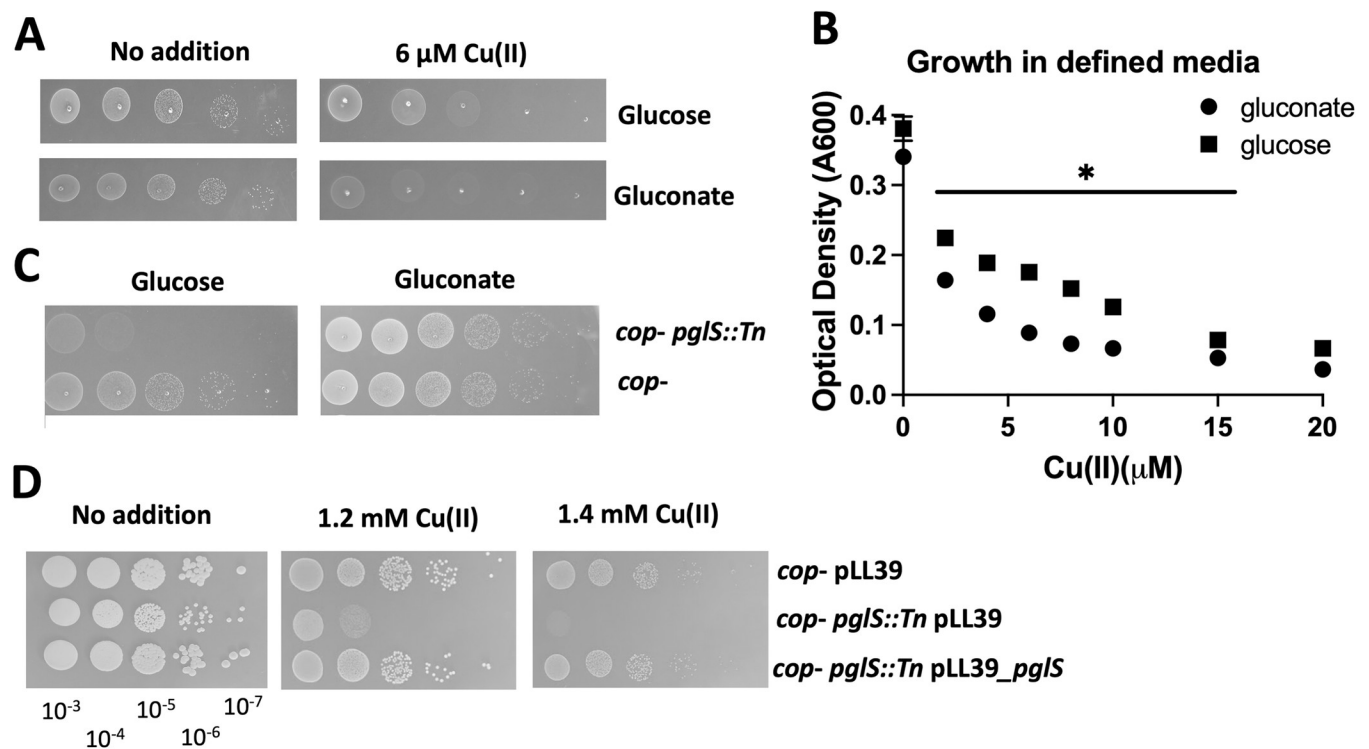 A
No addition
6 µM Cu(II)
Glucose
Gluconate
B
Growth in defined media
gluconate
glucose
*
Optical Density (A600)
0.4
0.3
0.2
0.1
0.0
0
5
10
15
20
Cu(II)(µM)
C
Glucose
Gluconate
cop- pglS::Tn
cop-
D
No addition
1.2 mM Cu(II)
1.4 mM Cu(II)
cop- pLL39
cop- pglS::Tn pLL39
cop- pglS::Tn pLL39_pglS
10⁻³
10⁻⁴
10⁻⁵
10⁻⁶
10⁻⁷